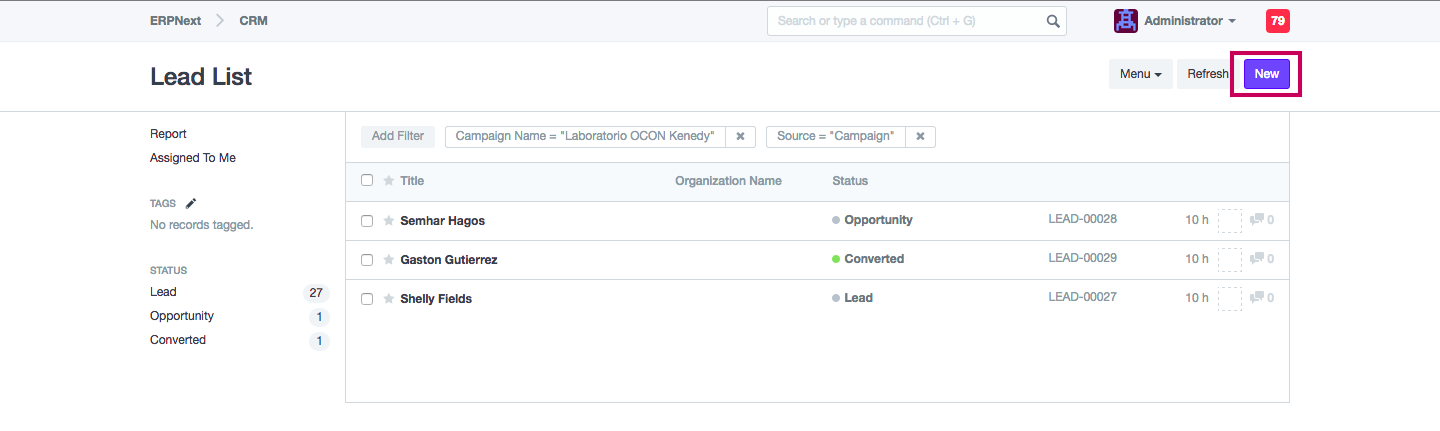 ERPNext CRM Search or type a command (Ctrl + G) Administrator 79
Lead List Menu Refresh New
Report
Assigned To Me
TAGS
No records tagged.
STATUS
Lead 27
Opportunity 1
Converted 1
Add Filter Campaign Name = "Laboratorio OCON Kenedy" Source = "Campaign"
Title Organization Name Status
Semhar Hagos Opportunity LEAD-00028 10 h 0
Gaston Gutierrez Converted LEAD-00029 10 h 0
Shelly Fields Lead LEAD-00027 10 h 0